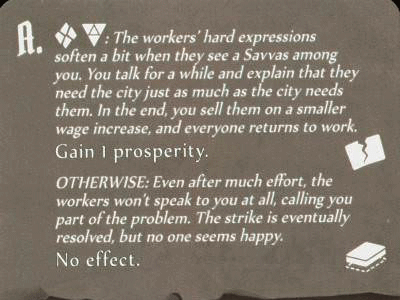 A. : The workers' hard expressions
soften a bit when they see a Savvas among
you. You talk for a while and explain that they
need the city just as much as the city needs
them. In the end, you sell them on a smaller
wage increase, and everyone returns to work.
Gain 1 prosperity.
OTHERWISE: Even after much effort, the
workers won't speak to you at all, calling you
part of the problem. The strike is eventually
resolved, but no one seems happy.
No effect.